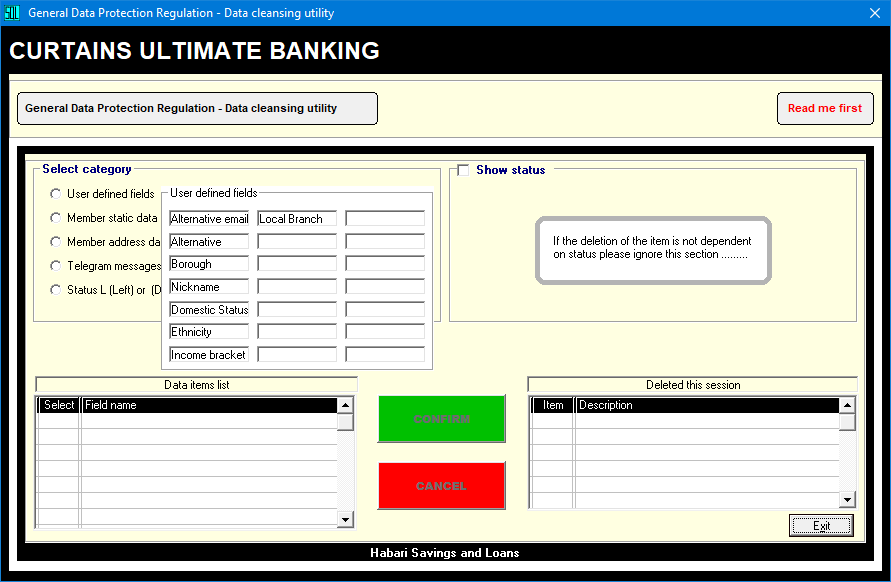 General Data Protection Regulation - Data cleansing utility
CURTAINS ULTIMATE BANKING
General Data Protection Regulation - Data cleansing utility
Read me first
Select category
User defined fields
Member static data
Member address da
Telegram messages
Status L (Left) or (D
User defined fields
Alternative email
Local Branch
Alternative
Borough
Nickname
Domestic Status
Ethnicity
Income bracket
Show status
If the deletion of the item is not dependent
on status please ignore this section .........
Data items list
Select
Field name
CONFIRM
CANCEL
Deleted this session
Item
Description
Exit
Habari Savings and Loans